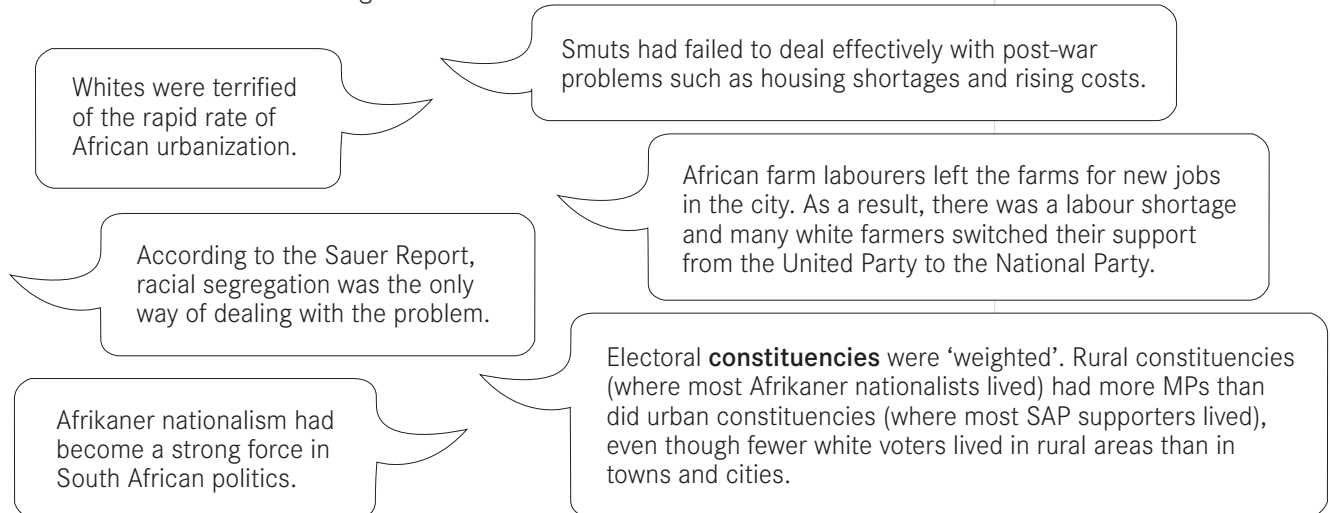 Whites were terrified
of the rapid rate of
African urbanization.
Smuts had failed to deal effectively with post-war
problems such as housing shortages and rising costs.
African farm labourers left the farms for new jobs
in the city. As a result, there was a labour shortage
and many white farmers switched their support
from the United Party to the National Party.
According to the Sauer Report,
racial segregation was the only
way of dealing with the problem.
Electoral constituencies were ‘weighted’. Rural constituencies
(where most Afrikaner nationalists lived) had more MPs than
did urban constituencies (where most SAP supporters lived),
even though fewer white voters lived in rural areas than in
towns and cities.
Afrikaner nationalism had
become a strong force in
South African politics.